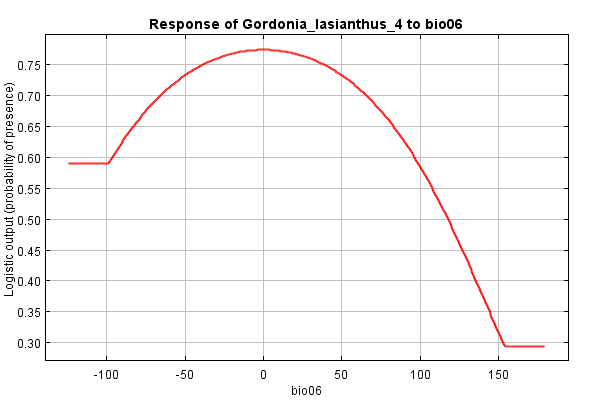 Response of Gordonia_lasianthus_4 to bio06
Logistic output (probability of presence)
0.75
0.70
0.65
0.60
0.55
0.50
0.45
0.40
0.35
0.30
-100 -50 0 50 100 150
bio06